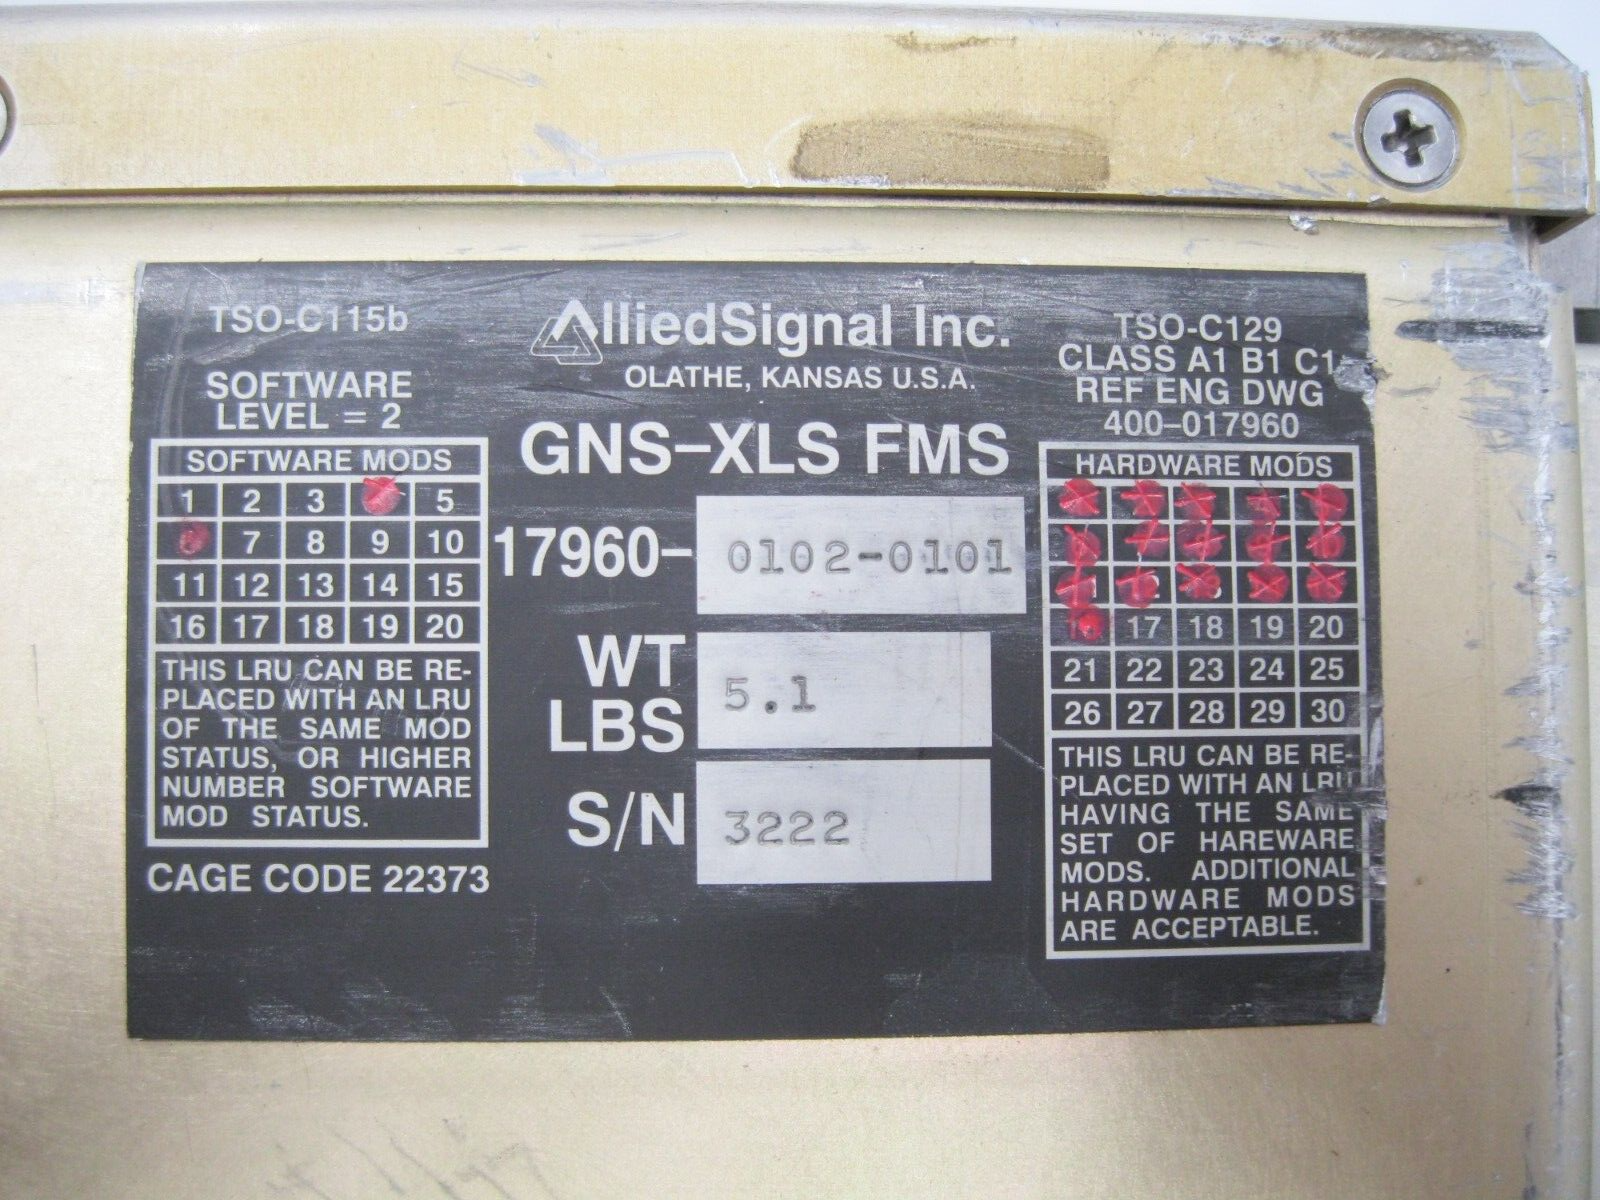 TSO-C115b
SOFTWARE
LEVEL = 2
SOFTWARE MODS
1 2 3 5
7 8 9 10
11 12 13 14 15
16 17 18 19 20
THIS LRU CAN BE RE-
PLACED WITH AN LRU
OF THE SAME MOD
STATUS, OR HIGHER
NUMBER SOFTWARE
MOD STATUS.
CAGE CODE 22373
AlliedSignal Inc.
OLATHE, KANSAS U.S.A.
GNS-XLS FMS
17960- 0102-0101
WT
LBS 5.1
S/N 3222
TSO-C129
CLASS A1 B1 C1
REF ENG DWG
400-017960
HARDWARE MODS
16 17 18 19 20
21 22 23 24 25
26 27 28 29 30
THIS LRU CAN BE RE-
PLACED WITH AN LRU
HAVING THE SAME
SET OF HAREWARE
MODS. ADDITIONAL
HARDWARE MODS
ARE ACCEPTABLE.